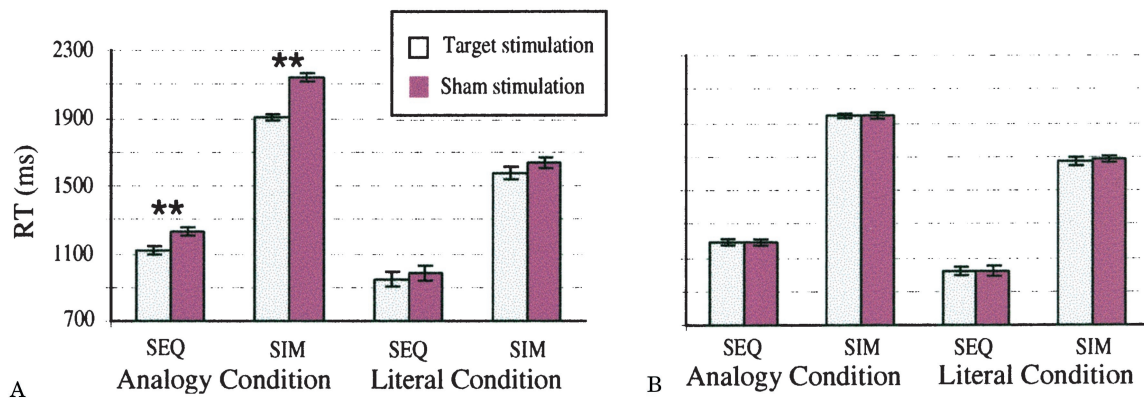 2300
1900
1500
1100
700
RT (ms)
Target stimulation
Sham stimulation
**
**
SEQ SIM SEQ SIM
Analogy Condition Literal Condition
A
SEQ SIM SEQ SIM
Analogy Condition Literal Condition
B